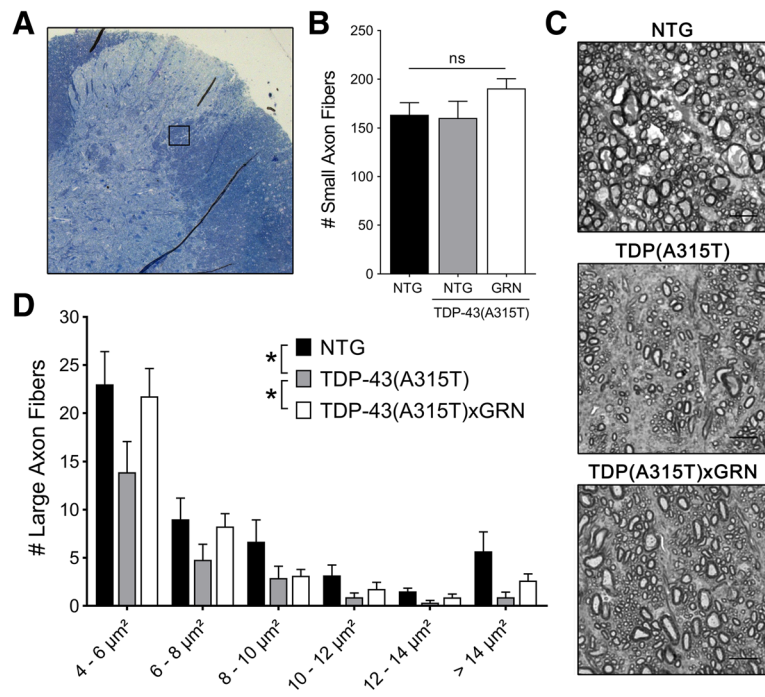 A
B
C
250
200
150
100
50
0
# Small Axon Fibers
ns
NTG
NTG
GRN
TDP-43(A315T)
NTG
TDP(A315T)
TDP(A315T)xGRN
D
30
25
20
15
10
5
0
# Large Axon Fibers
* NTG
* TDP-43(A315T)
TDP-43(A315T)xGRN
4 - 6 µm²
6 - 8 µm²
8 - 10 µm²
10 - 12 µm²
12 - 14 µm²
> 14 µm²